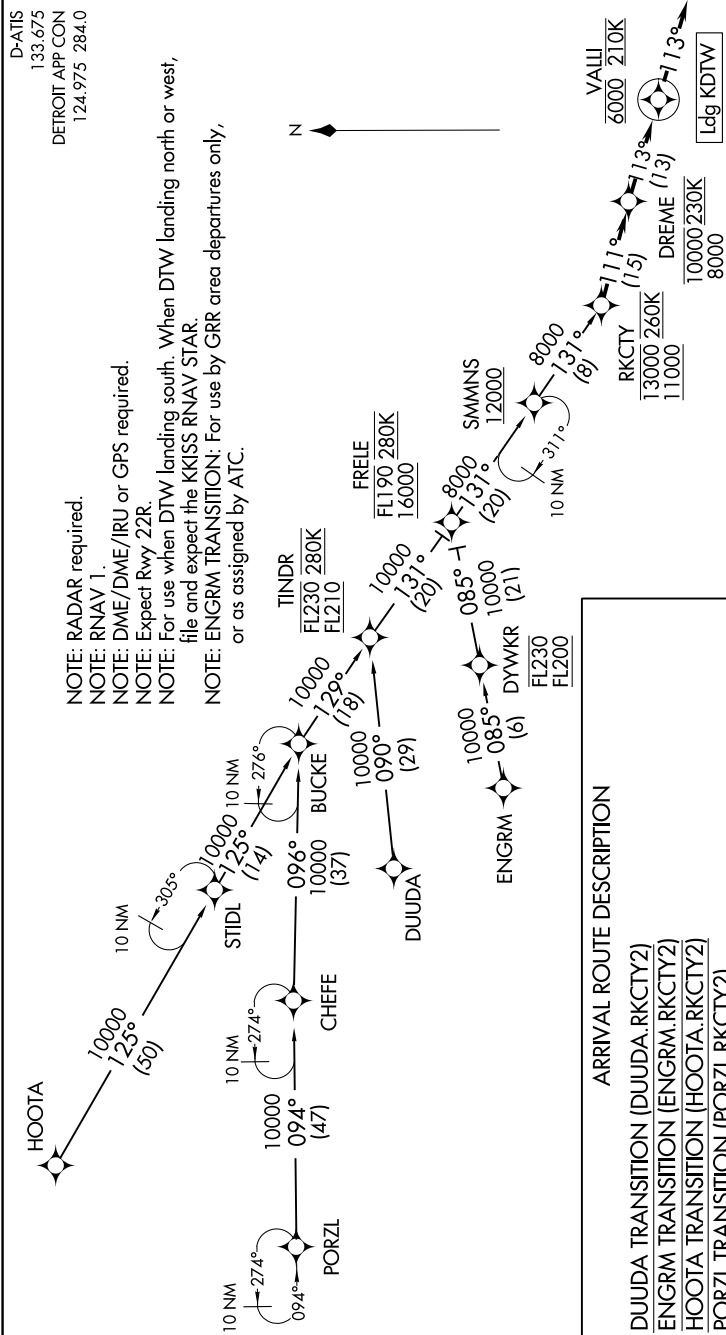 D-ATIS
133.675
DETROIT APP CON
124.975 284.0
NOTE: RADAR required.
NOTE: RNAV 1.
NOTE: DME/DME/IRU or GPS required.
NOTE: Expect Rwy 22R.
NOTE: For use when DTW landing south. When DTW landing north or west,
file and expect the KKISS RNAV STAR.
NOTE: ENGRM TRANSITION: For use by GRR area departures only,
or as assigned by ATC.
N
HOOTA
10000
125°
(50)
10 NM
305°
STIDL
10000
125°
(14)
10 NM
276°
BUCKE
10 NM
274°
094°
PORZL
10000
094°
(47)
10 NM
274°
CHEFE
096°
10000
(37)
10000
129°
(18)
TINDR
FL230 280K
FL210
DUUDA
10000
090°
(29)
10000
131°
(20)
FRELE
FL190 280K
16000
ENGRM
10000
085°
(6)
DYWKR
FL230
FL200
085°
10000
(21)
8000
131°
(20)
SMMNS
12000
10 NM
311°
8000
131°
(8)
RKCTY
13000 260K
11000
111°
(15)
DREME
10000 230K
8000
113°
(13)
VALLI
6000 210K
113°
Ldg KDTW
ARRIVAL ROUTE DESCRIPTION
DUUDA TRANSITION (DUUDA.RKCTY2)
ENGRM TRANSITION (ENGRM.RKCTY2)
HOOTA TRANSITION (HOOTA.RKCTY2)
PORZL TRANSITION (PORZL.RKCTY2)